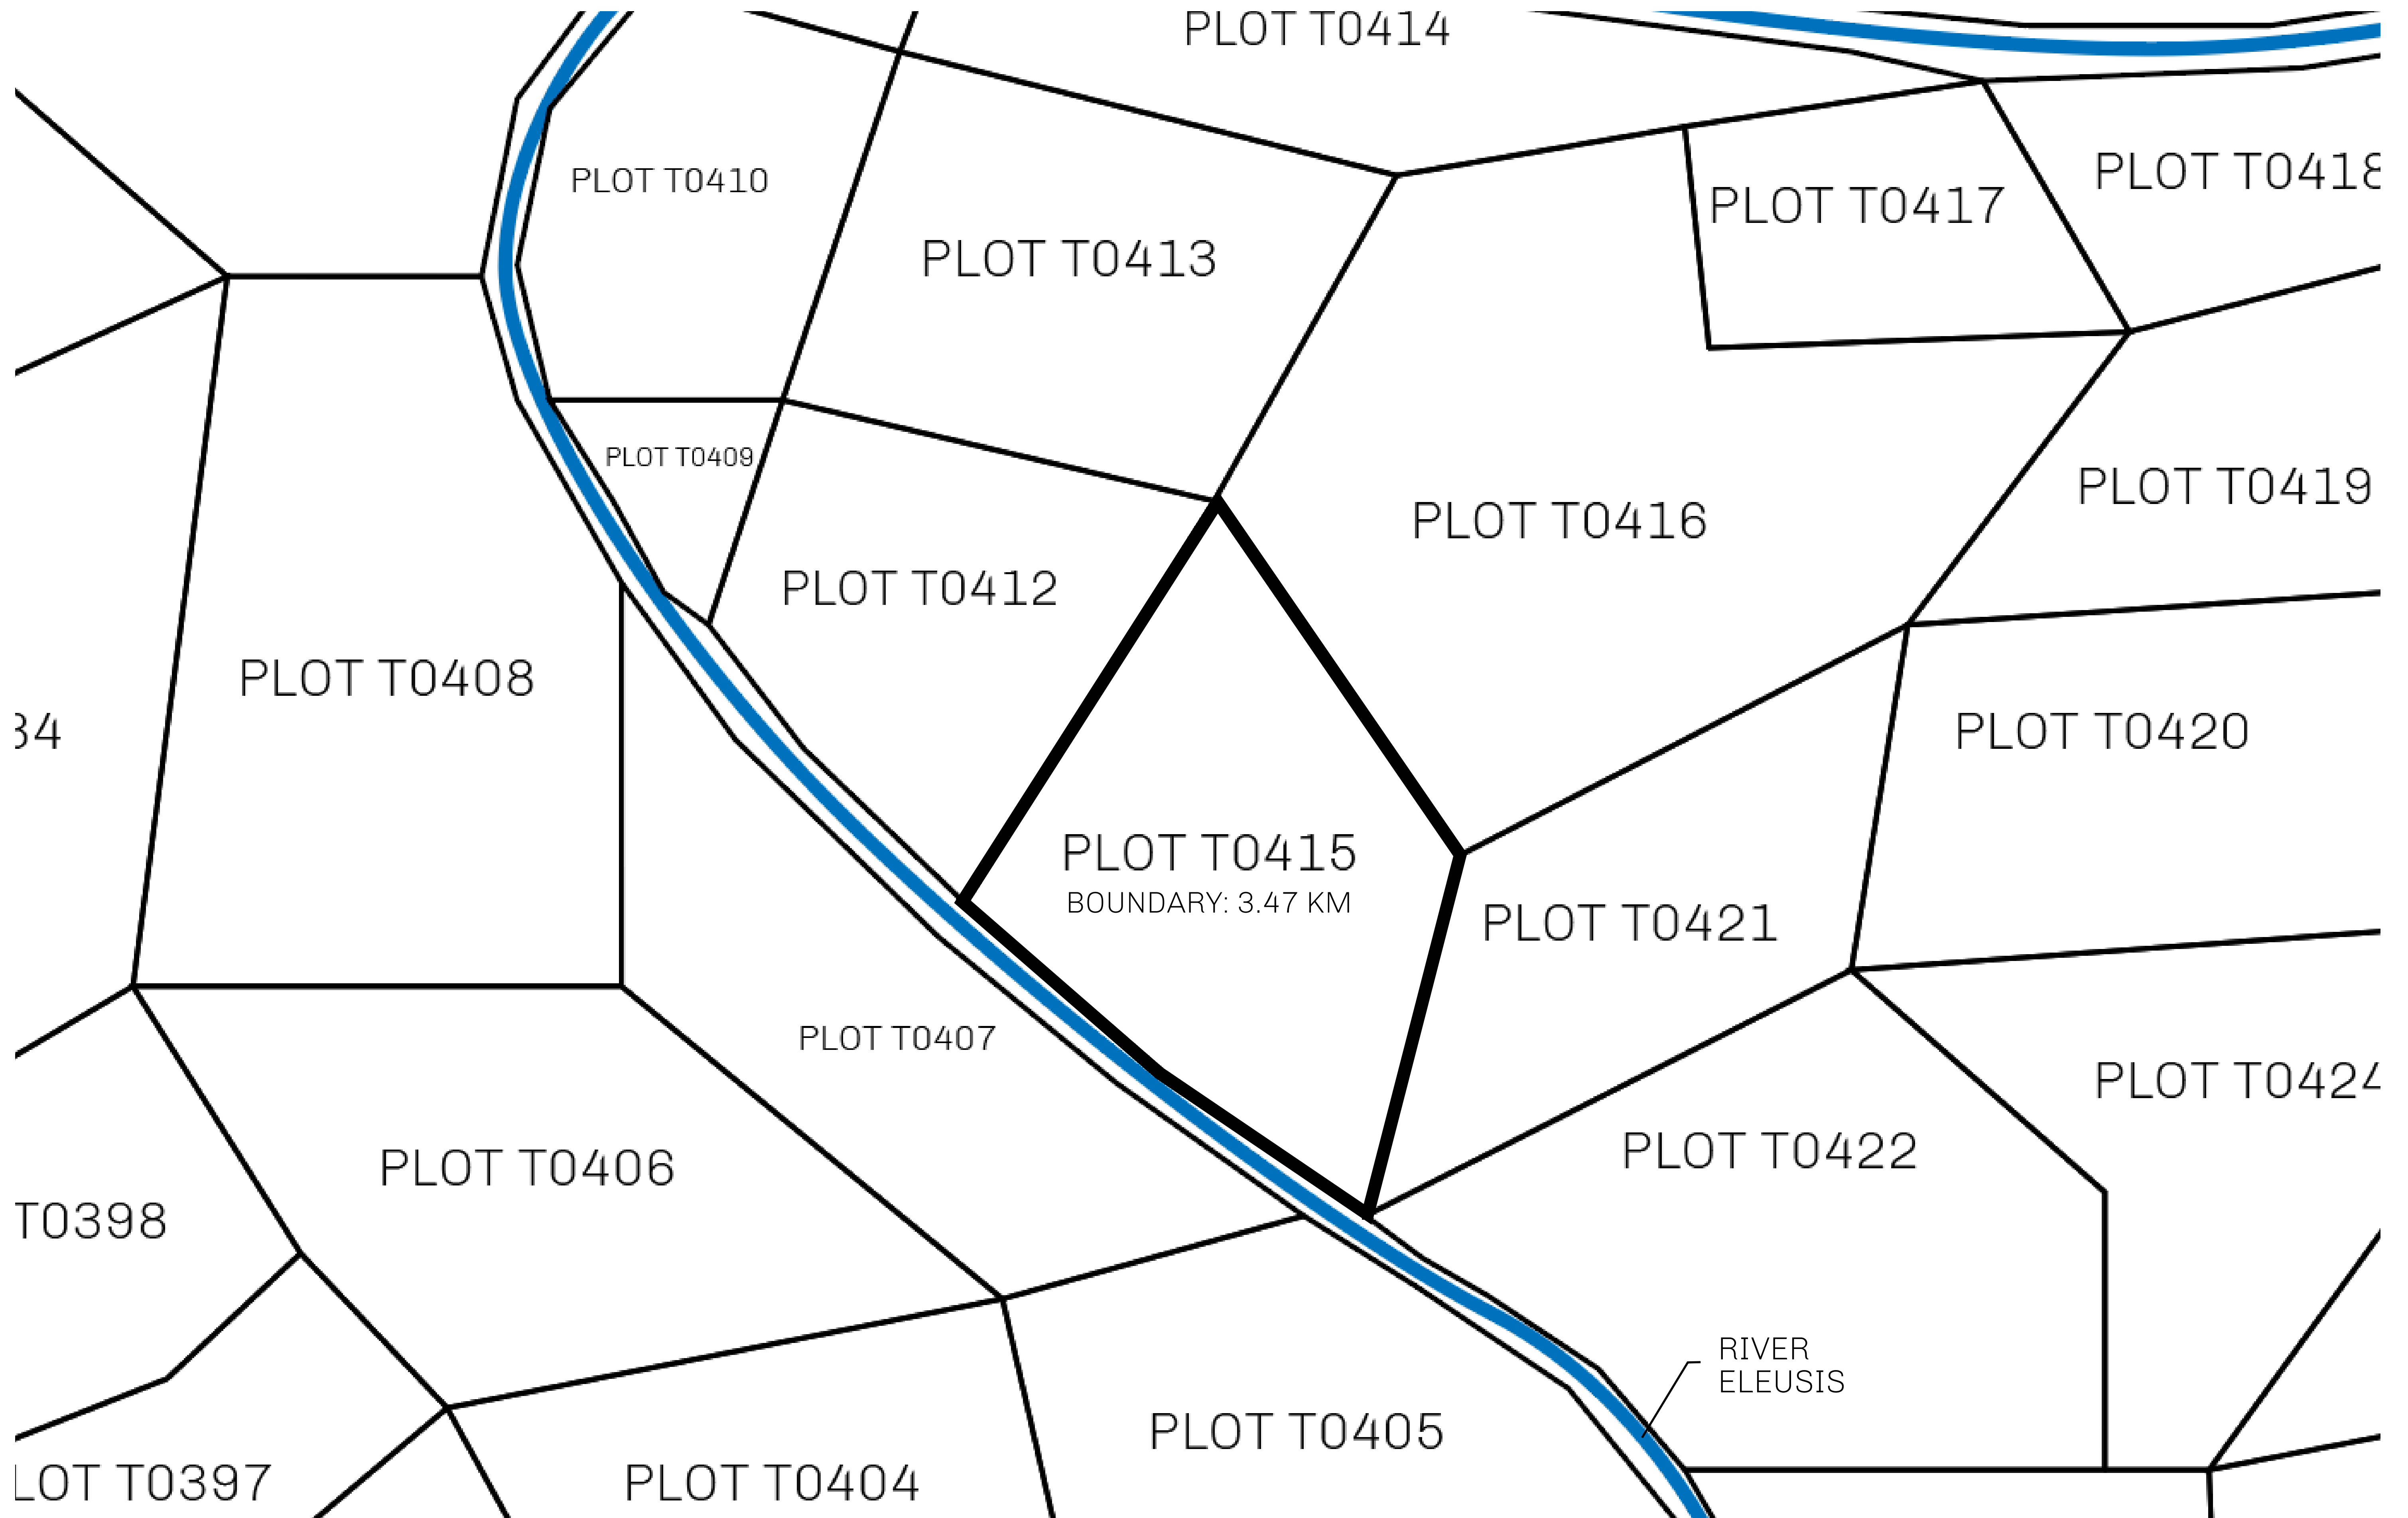 PLOT T0414
PLOT T0410
PLOT T0417
PLOT T0418
PLOT T0413
PLOT T0409
PLOT T0416
PLOT T0419
PLOT T0412
PLOT T0408
84
PLOT T0420
PLOT T0415
BOUNDARY: 3.47 KM
PLOT T0421
PLOT T0407
PLOT T0424
PLOT T0422
PLOT T0406
T0398
RIVER
ELEUSIS
PLOT T0405
LOT T0397
PLOT T0404